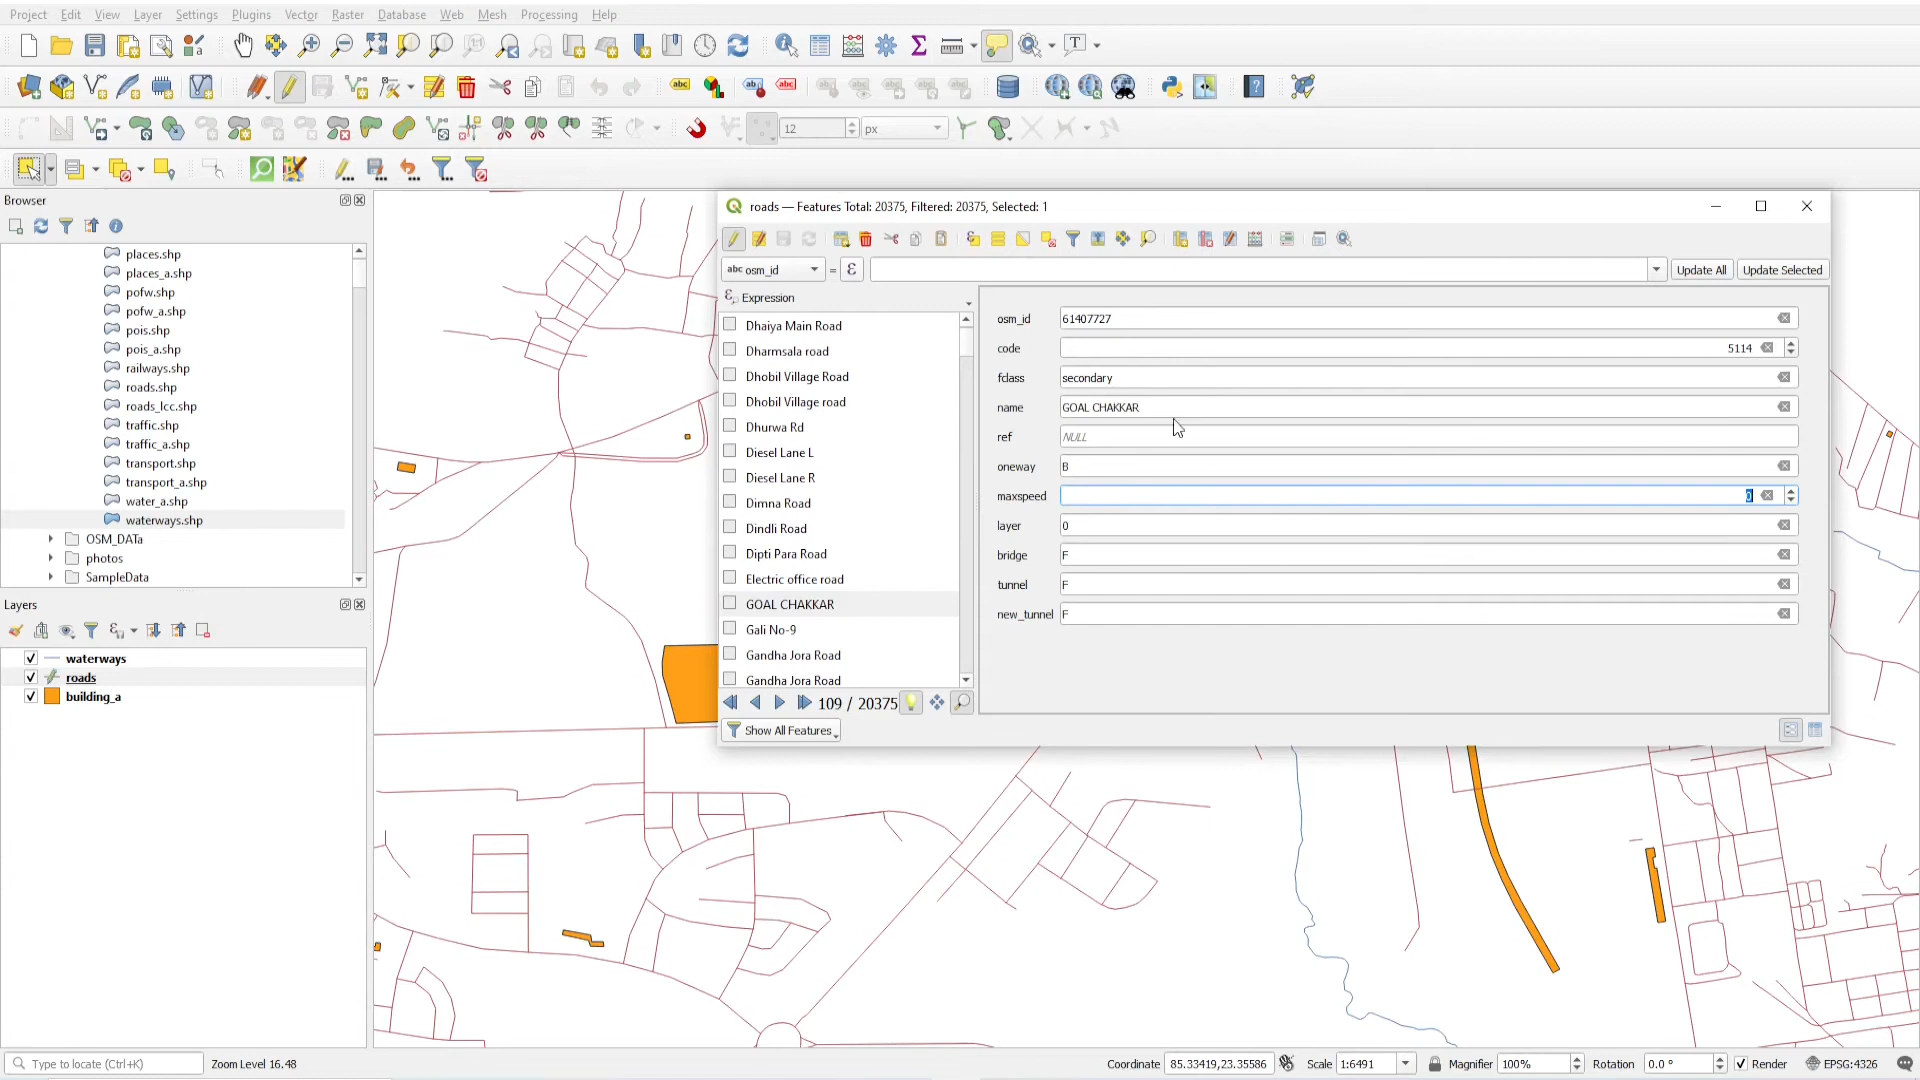 Project Edit View Layer Settings Plugins Vector Raster Database Web Mesh Processing Help
12 px
Browser
places.shp
places_a.shp
pofw.shp
pofw_a.shp
pois.shp
pois_a.shp
railways.shp
roads.shp
roads_lcc.shp
traffic.shp
traffic_a.shp
transport.shp
transport_a.shp
water_a.shp
waterways.shp
OSM_DATa
photos
SampleData
Layers
waterways
roads
building_a
roads — Features Total: 20375, Filtered: 20375, Selected: 1
abc osm_id = ε Update All Update Selected
Expression
Dhaiya Main Road
Dharmsala road
Dhobil Village Road
Dhobil Village road
Dhurwa Rd
Diesel Lane L
Diesel Lane R
Dimna Road
Dindli Road
Dipti Para Road
Electric office road
GOAL CHAKKAR
Gali No-9
Gandha Jora Road
Gandha Jora Road
109 / 20375
Show All Features
osm_id 61407727
code 5114
fclass secondary
name GOAL CHAKKAR
ref NULL
oneway B
maxspeed 0
layer 0
bridge F
tunnel F
new_tunnel F
Type to locate (Ctrl+K) Zoom Level 16.48 Coordinate 85.33419,23.35586 Scale 1:6491 Magnifier 100% Rotation 0.0 ° Render EPSG:4326